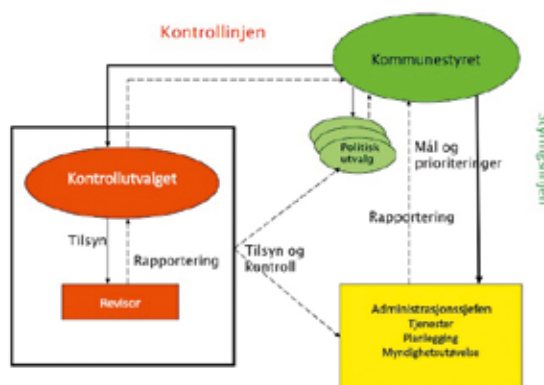 Kontrollinjen
Kommunestyret
Styringslinjen
Politisk
utvalg
Mål og
prioriteringer
Kontrollutvalget
Tilsyn
Rapportering
Tilsyn og
Kontroll
Rapportering
Revisor
Administrasjonssjefen
Tjenester
Planlegging
Myndighetsutøvelse